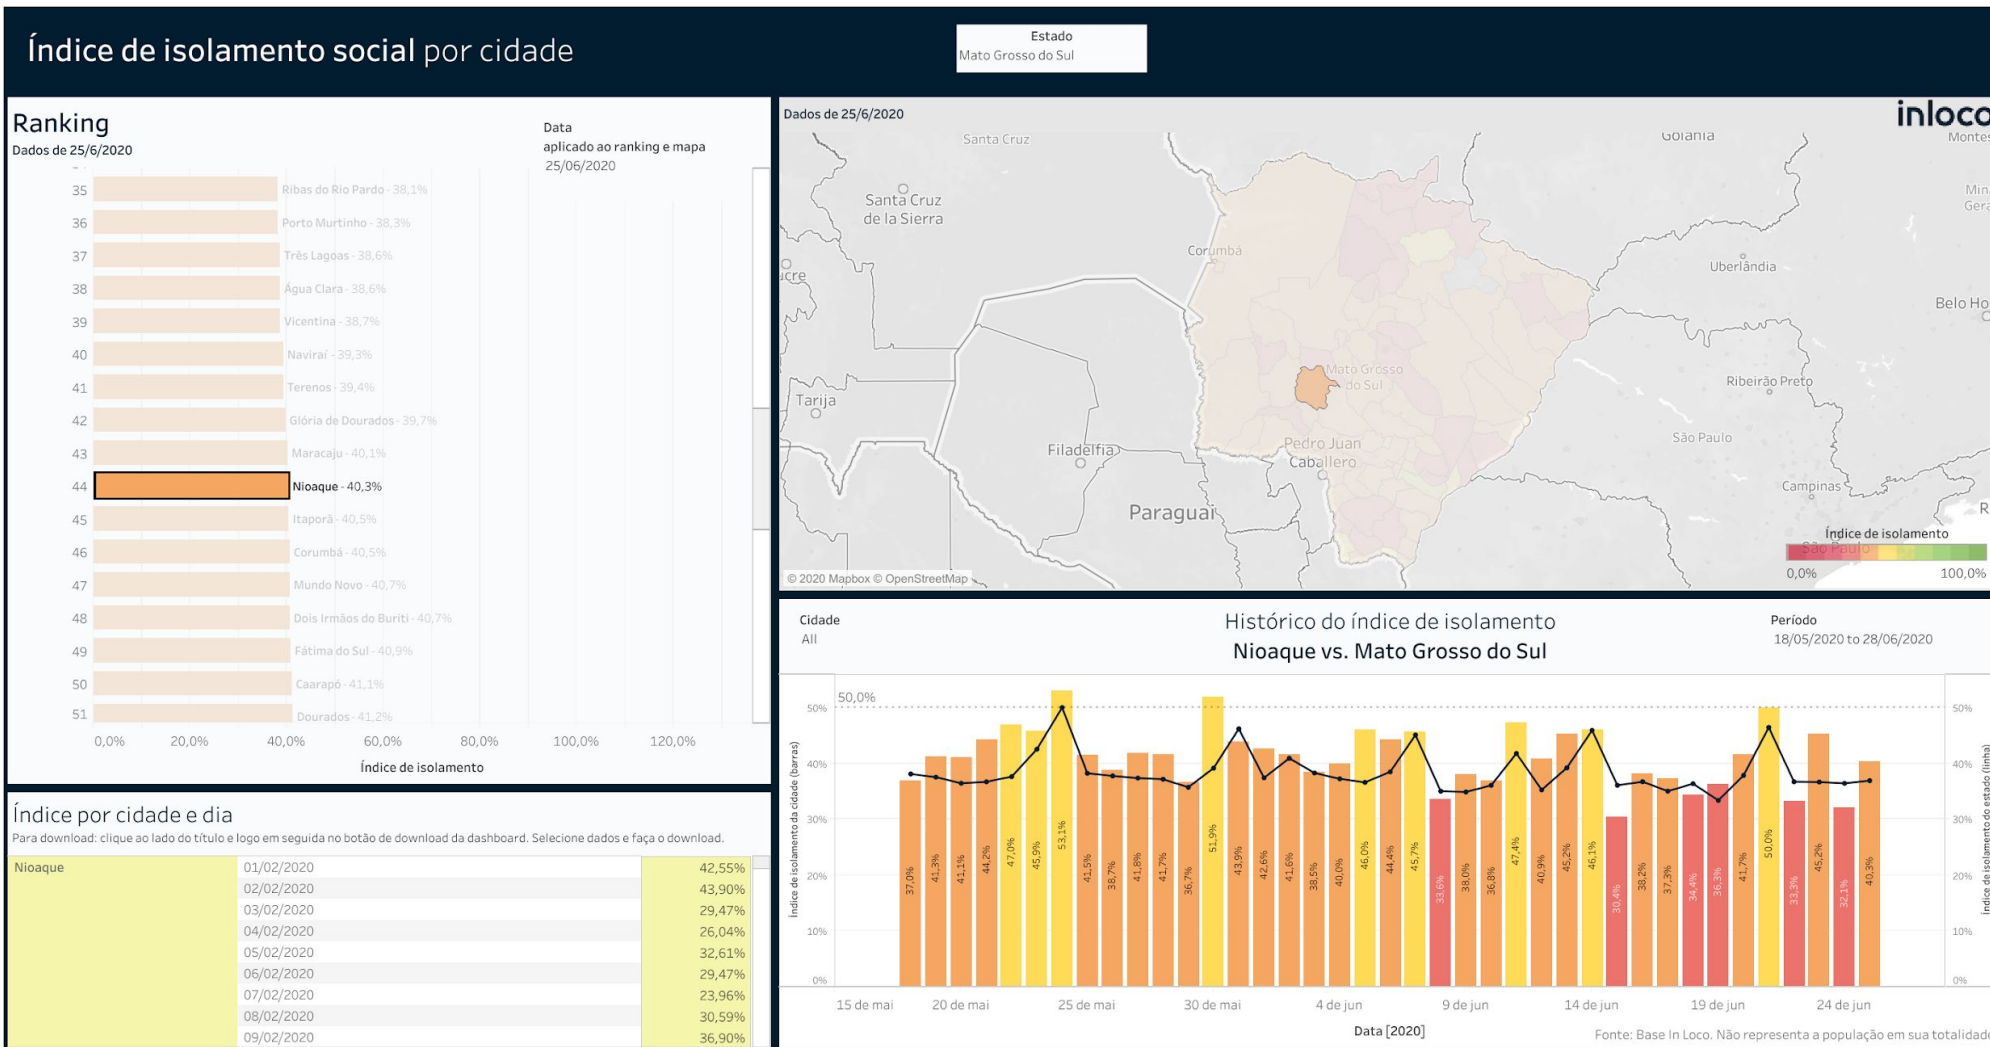 Índice de isolamento social por cidade
Estado
Mato Grosso do Sul
Ranking
Dados de 25/6/2020
Data
aplicado ao ranking e mapa
25/06/2020
35 Ribas do Rio Pardo - 38,1%
36 Porto Murtinho - 38,3%
37 Três Lagoas - 38,6%
38 Água Clara - 38,6%
39 Vicentina - 38,7%
40 Naviraí - 39,3%
41 Terenos - 39,4%
42 Glória de Dourados - 39,7%
43 Maracaju - 40,1%
44 Nioaque - 40,3%
45 Itaporã - 40,5%
46 Corumbá - 40,5%
47 Mundo Novo - 40,7%
48 Dois Irmãos do Buriti - 40,7%
49 Fátima do Sul - 40,9%
50 Caarapó - 41,1%
51 Dourados - 41,2%
0,0% 20,0% 40,0% 60,0% 80,0% 100,0% 120,0%
Índice de isolamento
Índice por cidade e dia
Para download: clique ao lado do título e logo em seguida no botão de download da dashboard. Selecione dados e faça o download.
Nioaque 01/02/2020 42,55%
02/02/2020 43,90%
03/02/2020 29,47%
04/02/2020 26,04%
05/02/2020 32,61%
06/02/2020 29,47%
07/02/2020 23,96%
08/02/2020 30,59%
09/02/2020 36,90%
Dados de 25/6/2020
inloco
Santa Cruz
Goiânia
Montes
Santa Cruz
de la Sierra
Min
Gera
Corumbá
Uberlândia
ucre
Belo Ho
Mato Grosso
do Sul
Ribeirão Preto
Tarija
São Paulo
Pedro Juan
Caballero
Filadelfia
Campinas
Paraguai
R
Índice de isolamento
São Paulo
0,0% 100,0%
© 2020 Mapbox © OpenStreetMap
Cidade
All
Histórico do índice de isolamento
Nioaque vs. Mato Grosso do Sul
Período
18/05/2020 to 28/06/2020
50,0%
50%
40%
30%
20%
10%
0%
Índice de isolamento da cidade (barras)
37,0% 41,3% 41,1% 44,2% 47,0% 45,9% 53,1% 41,5% 38,7% 41,8% 41,7% 36,7% 51,9% 43,9% 42,6% 41,6% 38,5% 40,0% 46,0% 44,4% 45,7% 33,6% 38,0% 36,8% 47,4% 40,9% 45,2% 46,1% 30,4% 38,2% 37,3% 34,4% 36,3% 41,7% 50,0% 33,3% 45,2% 32,1% 40,3%
50%
40%
30%
20%
10%
0%
Índice de isolamento do estado (linha)
15 de mai 20 de mai 25 de mai 30 de mai 4 de jun 9 de jun 14 de jun 19 de jun 24 de jun
Data [2020]
Fonte: Base In Loco. Não representa a população em sua totalidade